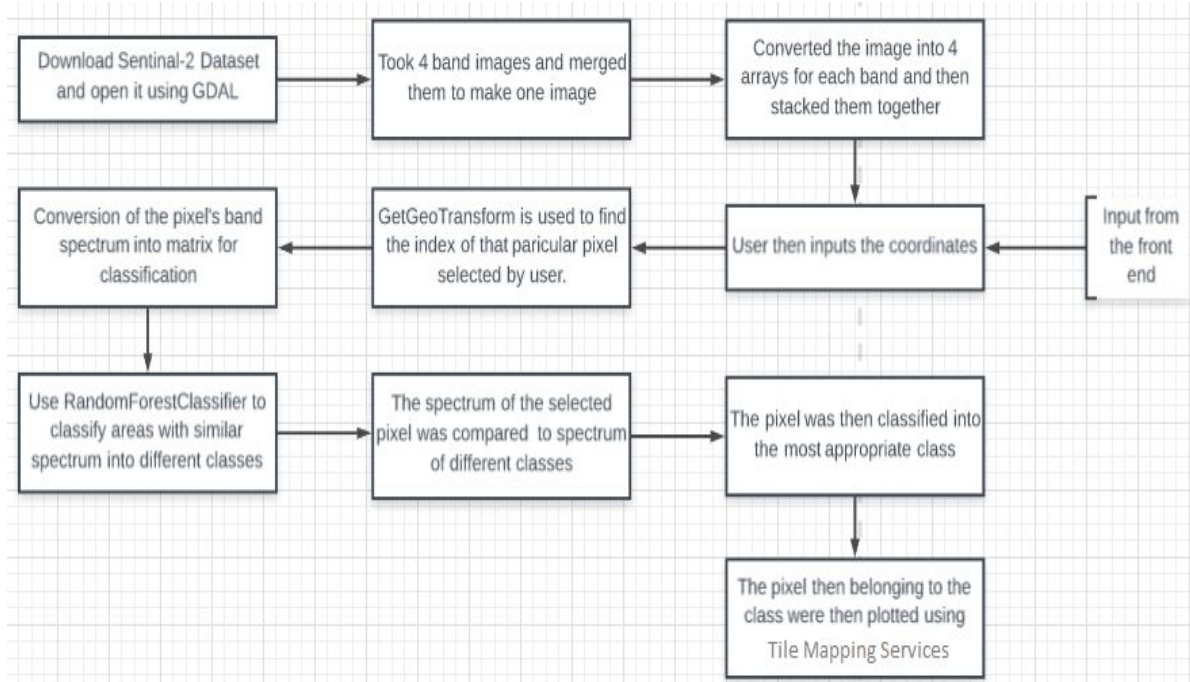 Download Sentinal-2 Dataset
and open it using GDAL
Took 4 band images and merged
them to make one image
Converted the image into 4
arrays for each band and then
stacked them together
Input from
the front
end
User then inputs the coordinates
GetGeoTransform is used to find
the index of that paricular pixel
selected by user.
Conversion of the pixel's band
spectrum into matrix for
classification
Use RandomForestClassifier to
classify areas with similar
spectrum into different classes
The spectrum of the selected
pixel was compared to spectrum
of different classes
The pixel was then classified into
the most appropriate class
The pixel then belonging to the
class were then plotted using
Tile Mapping Services